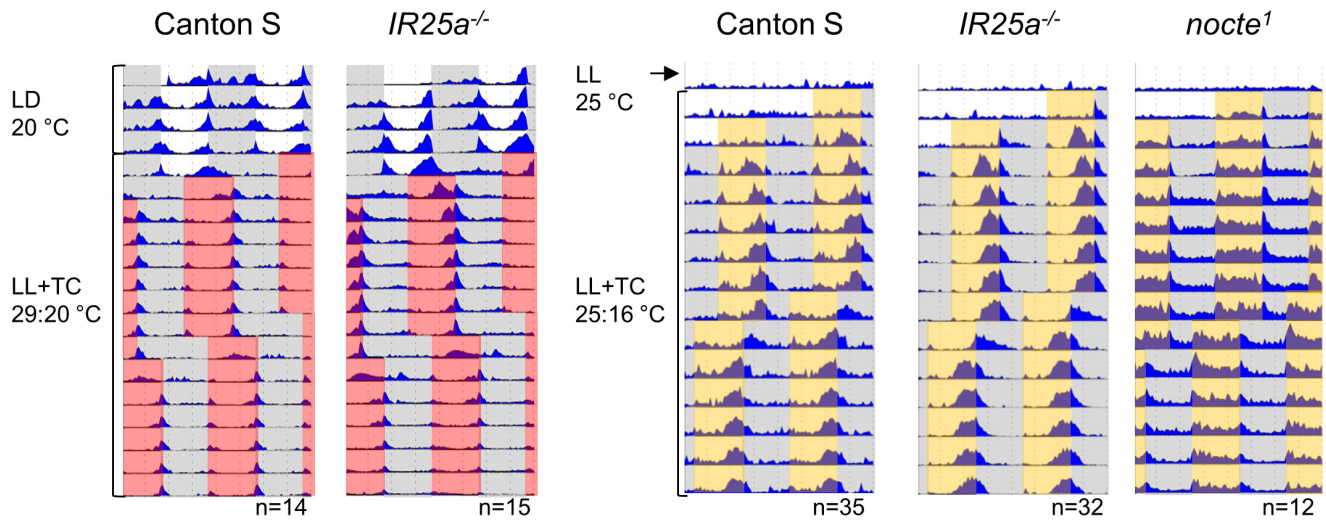 Canton S
IR25a-/-
Canton S
IR25a-/-
nocte1
LD
20 °C
LL+TC
29:20 °C
n=14
n=15
LL
25 °C
LL+TC
25:16 °C
n=35
n=32
n=12